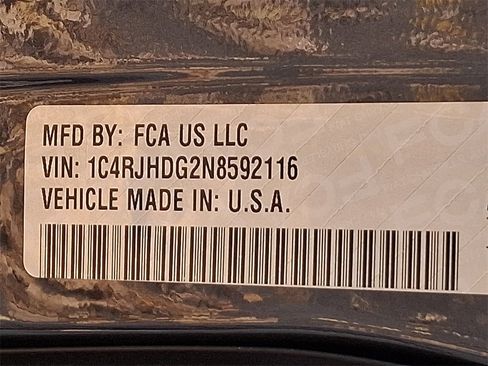 MFD BY: FCA US LLC
VIN: 1C4RJHDG2N8592116
VEHICLE MADE IN: U.S.A.